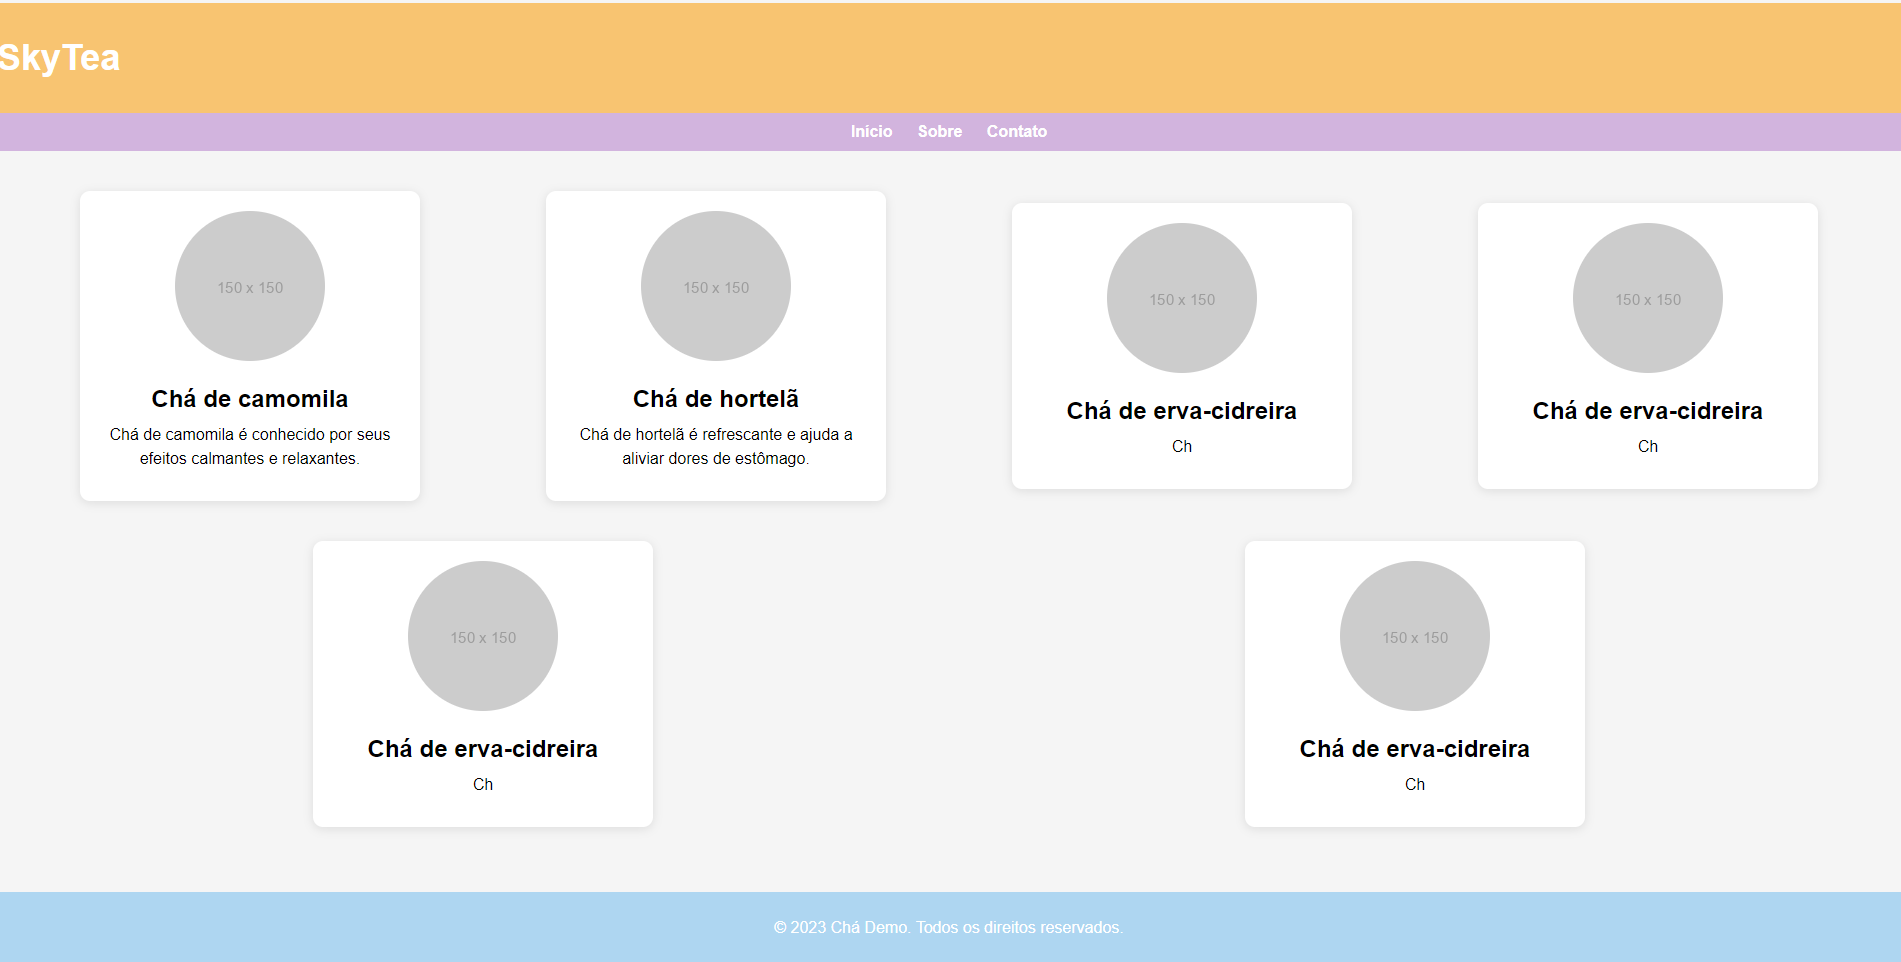 SkyTea
Inicio Sobre Contato
150 x 150
Chá de camomila
Chá de camomila é conhecido por seus
efeitos calmantes e relaxantes.
150 x 150
Chá de hortelã
Chá de hortelã é refrescante e ajuda a
aliviar dores de estômago.
150 x 150
Chá de erva-cidreira
Ch
150 x 150
Chá de erva-cidreira
Ch
150 x 150
Chá de erva-cidreira
Ch
150 x 150
Chá de erva-cidreira
Ch
© 2023 Chá Demo. Todos os direitos reservados.